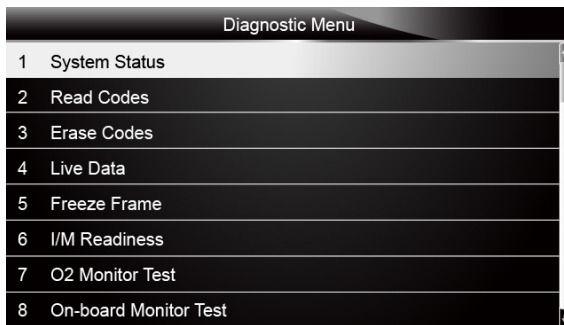 Diagnostic Menu
1 System Status
2 Read Codes
3 Erase Codes
4 Live Data
5 Freeze Frame
6 I/M Readiness
7 O2 Monitor Test
8 On-board Monitor Test